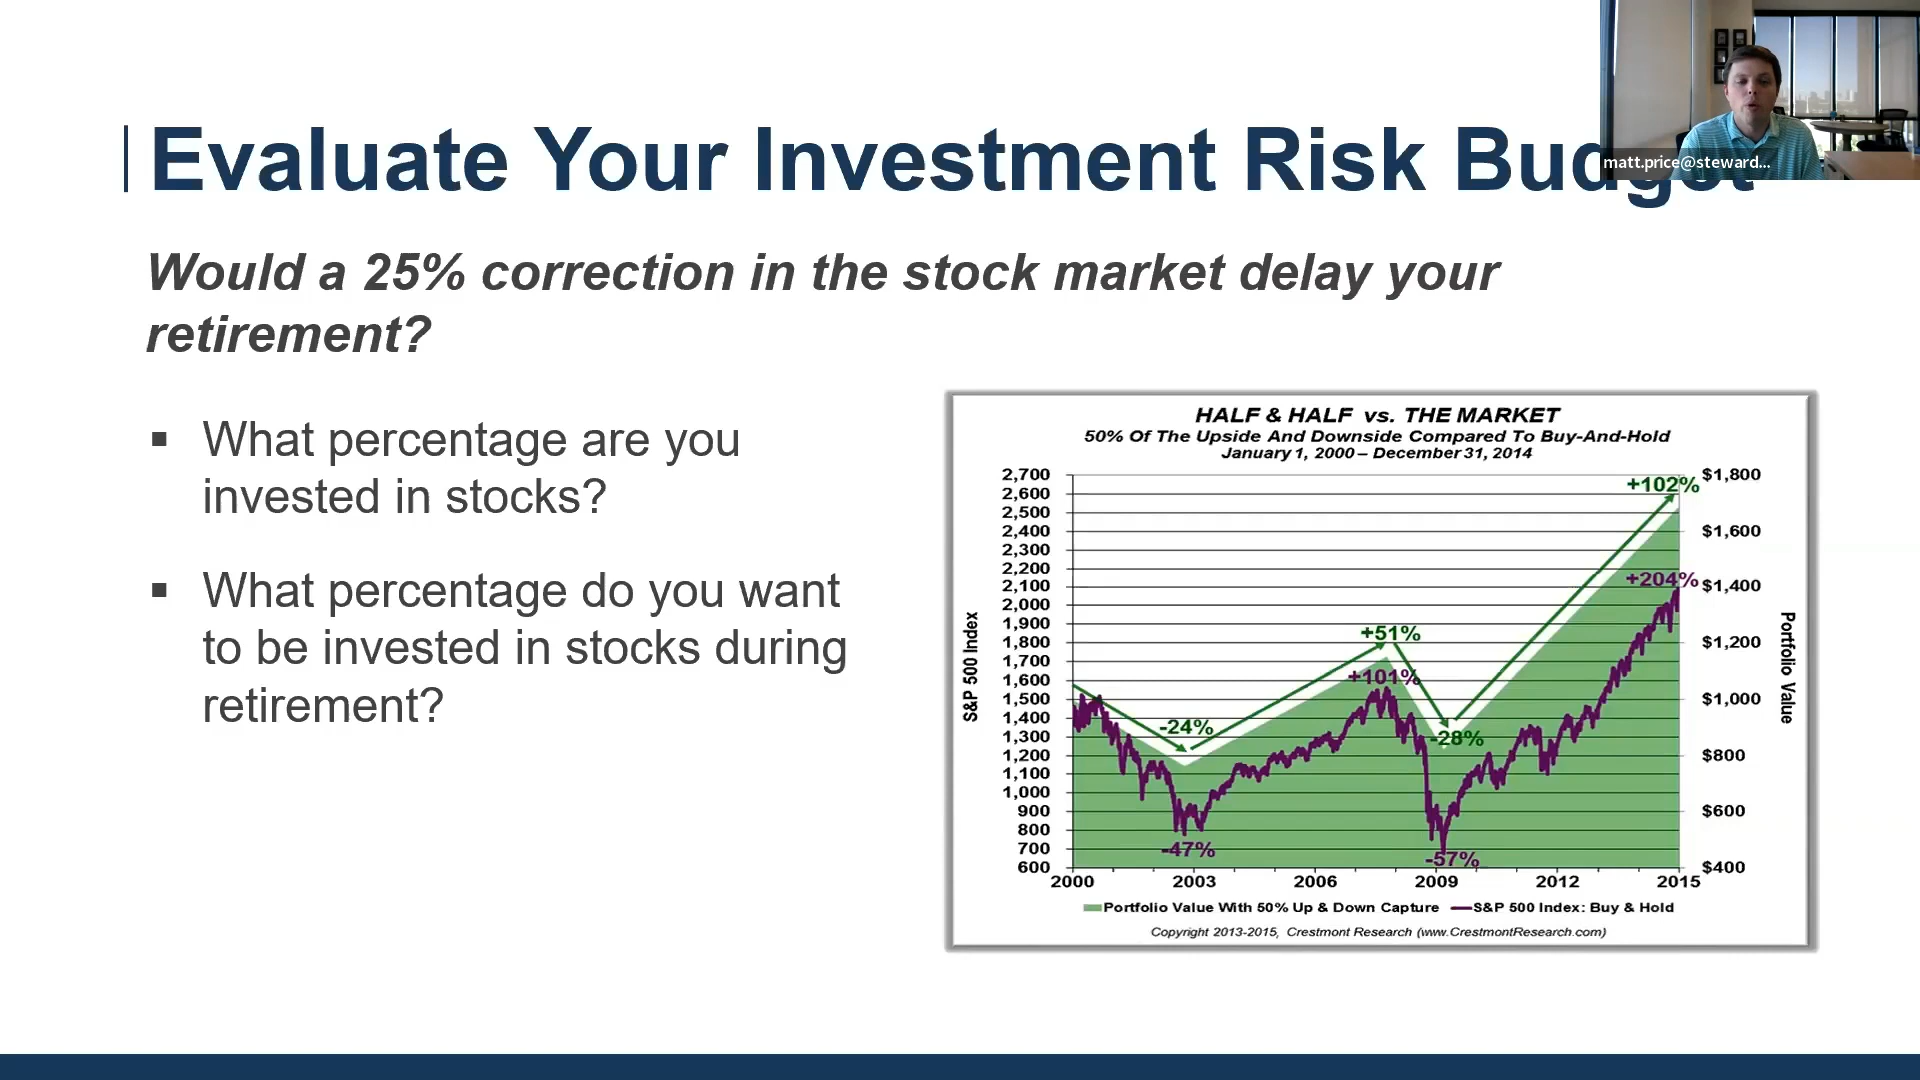 Evaluate Your Investment Risk Budget
matt.price@steward...
Would a 25% correction in the stock market delay your
retirement?
▪ What percentage are you
invested in stocks?
▪ What percentage do you want
to be invested in stocks during
retirement?
HALF & HALF vs. THE MARKET
50% Of The Upside And Downside Compared To Buy-And-Hold
January 1, 2000 – December 31, 2014
S&P 500 Index
2,700
2,600
2,500
2,400
2,300
2,200
2,100
2,000
1,900
1,800
1,700
1,600
1,500
1,400
1,300
1,200
1,100
1,000
900
800
700
600
+102%
+204%
+51%
+101%
-24%
-28%
-47%
-57%
$1,800
$1,600
$1,400
$1,200
$1,000
$800
$600
$400
Portfolio Value
2000 2003 2006 2009 2012 2015
Portfolio Value With 50% Up & Down Capture S&P 500 Index: Buy & Hold
Copyright 2013-2015, Crestmont Research (www.CrestmontResearch.com)